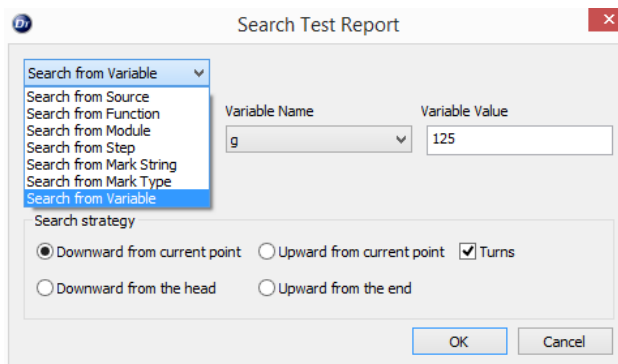 Dr
Search Test Report
Search from Variable
Search from Source
Search from Function
Search from Module
Search from Step
Search from Mark String
Search from Mark Type
Search from Variable
Variable Name
Variable Value
g
125
Search strategy
Downward from current point
Upward from current point
Turns
Downward from the head
Upward from the end
OK
Cancel